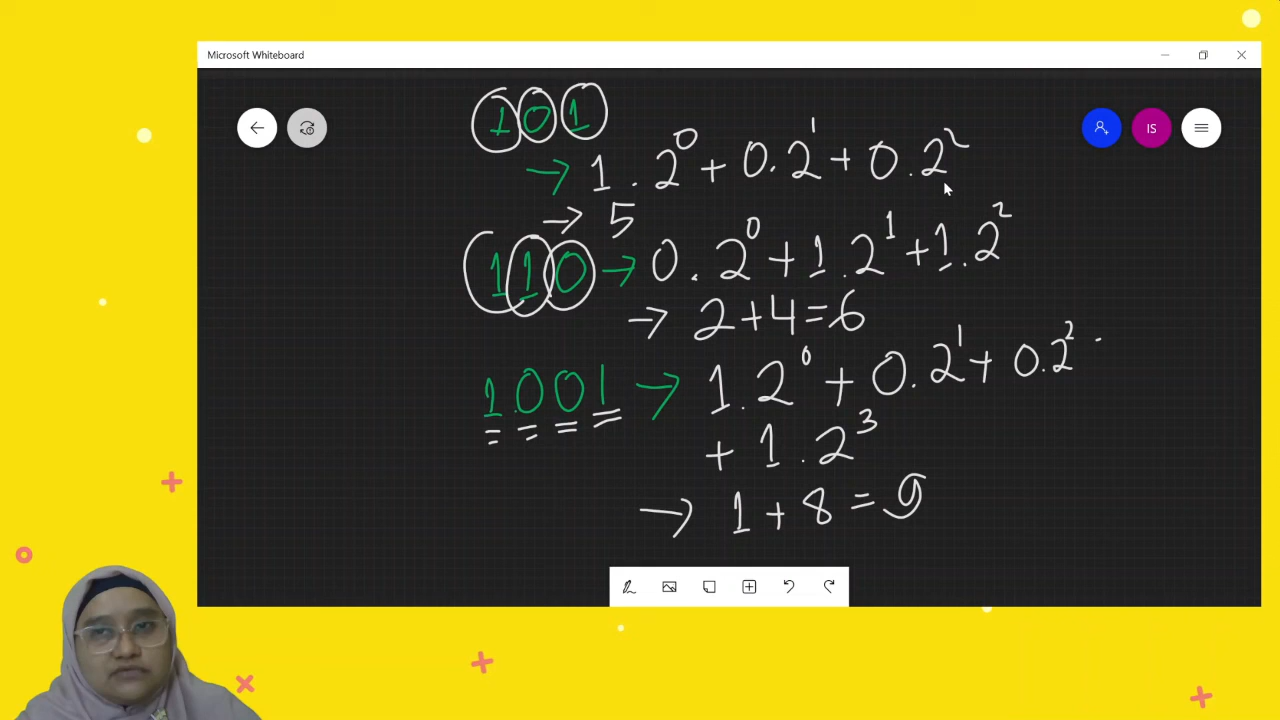 Microsoft Whiteboard
101
IS
→ 1.2⁰ + 0.2¹ + 0.2²
→ 5
110 → 0.2⁰ + 1.2¹ + 1.2²
→ 2+4=6
1001 → 1.2⁰ + 0.2¹ + 0.2²
+ 1.2³
→ 1+8=9